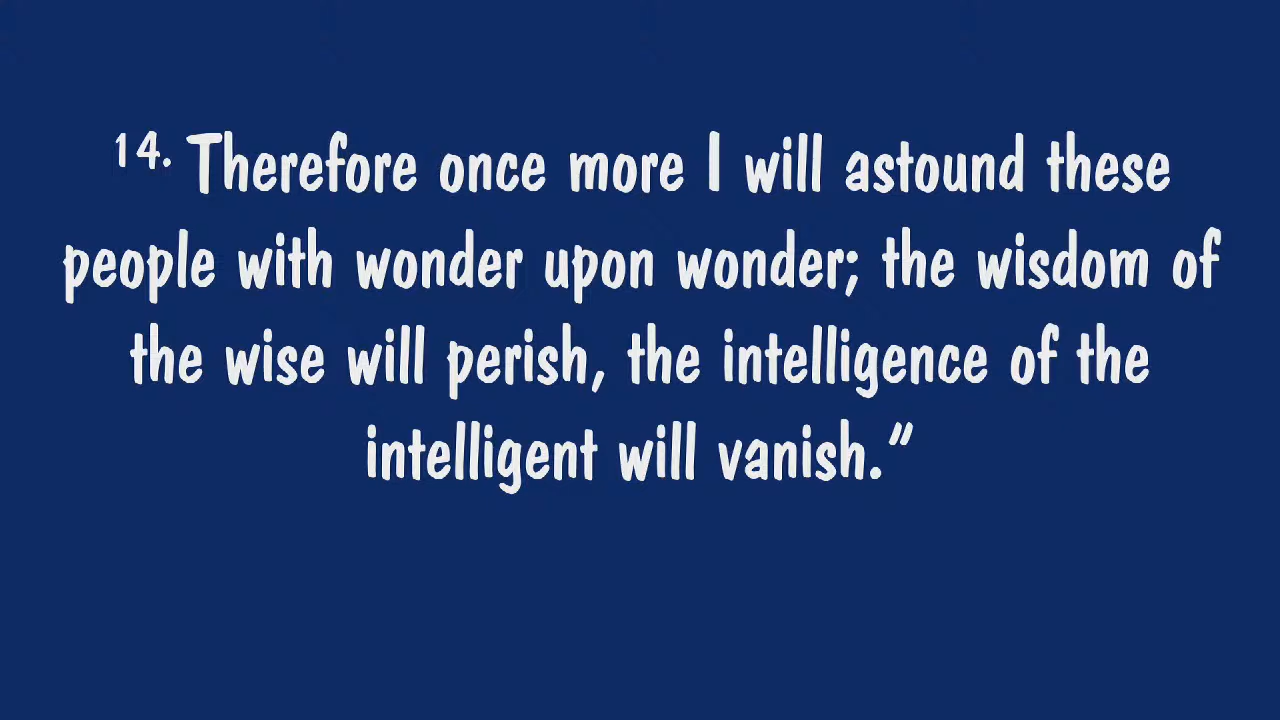 14. Therefore once more I will astound these
people with wonder upon wonder; the wisdom of
the wise will perish, the intelligence of the
intelligent will vanish.”